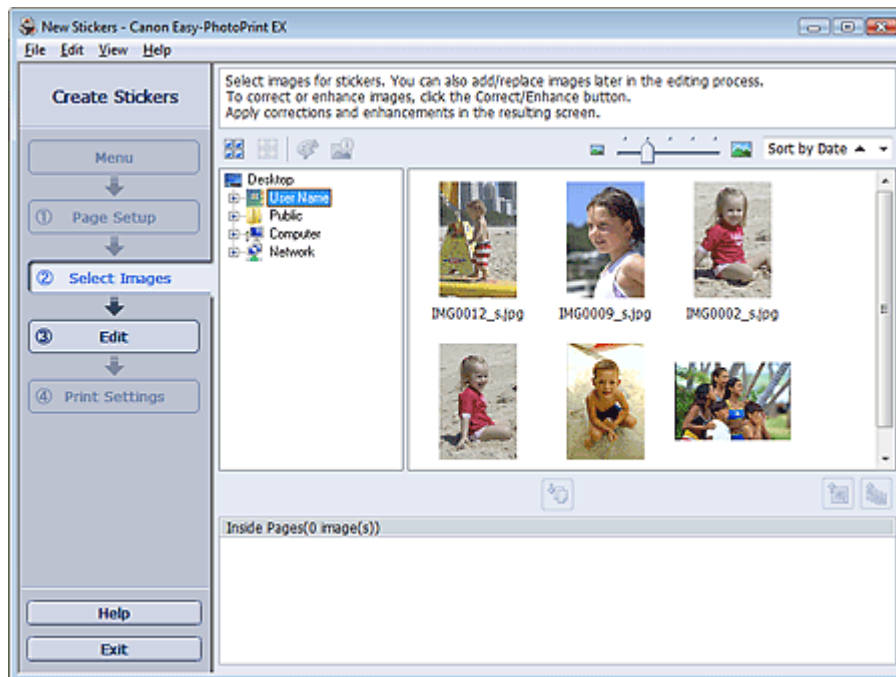 New Stickers - Canon Easy-PhotoPrint EX
File Edit View Help
Create Stickers
Menu
① Page Setup
② Select Images
③ Edit
④ Print Settings
Help
Exit
Select images for stickers. You can also add/replace images later in the editing process.
To correct or enhance images, click the Correct/Enhance button.
Apply corrections and enhancements in the resulting screen.
Sort by Date
Desktop
User Name
Public
Computer
Network
IMG0012_s.jpg IMG0009_s.jpg IMG0002_s.jpg
Inside Pages(0 image(s))